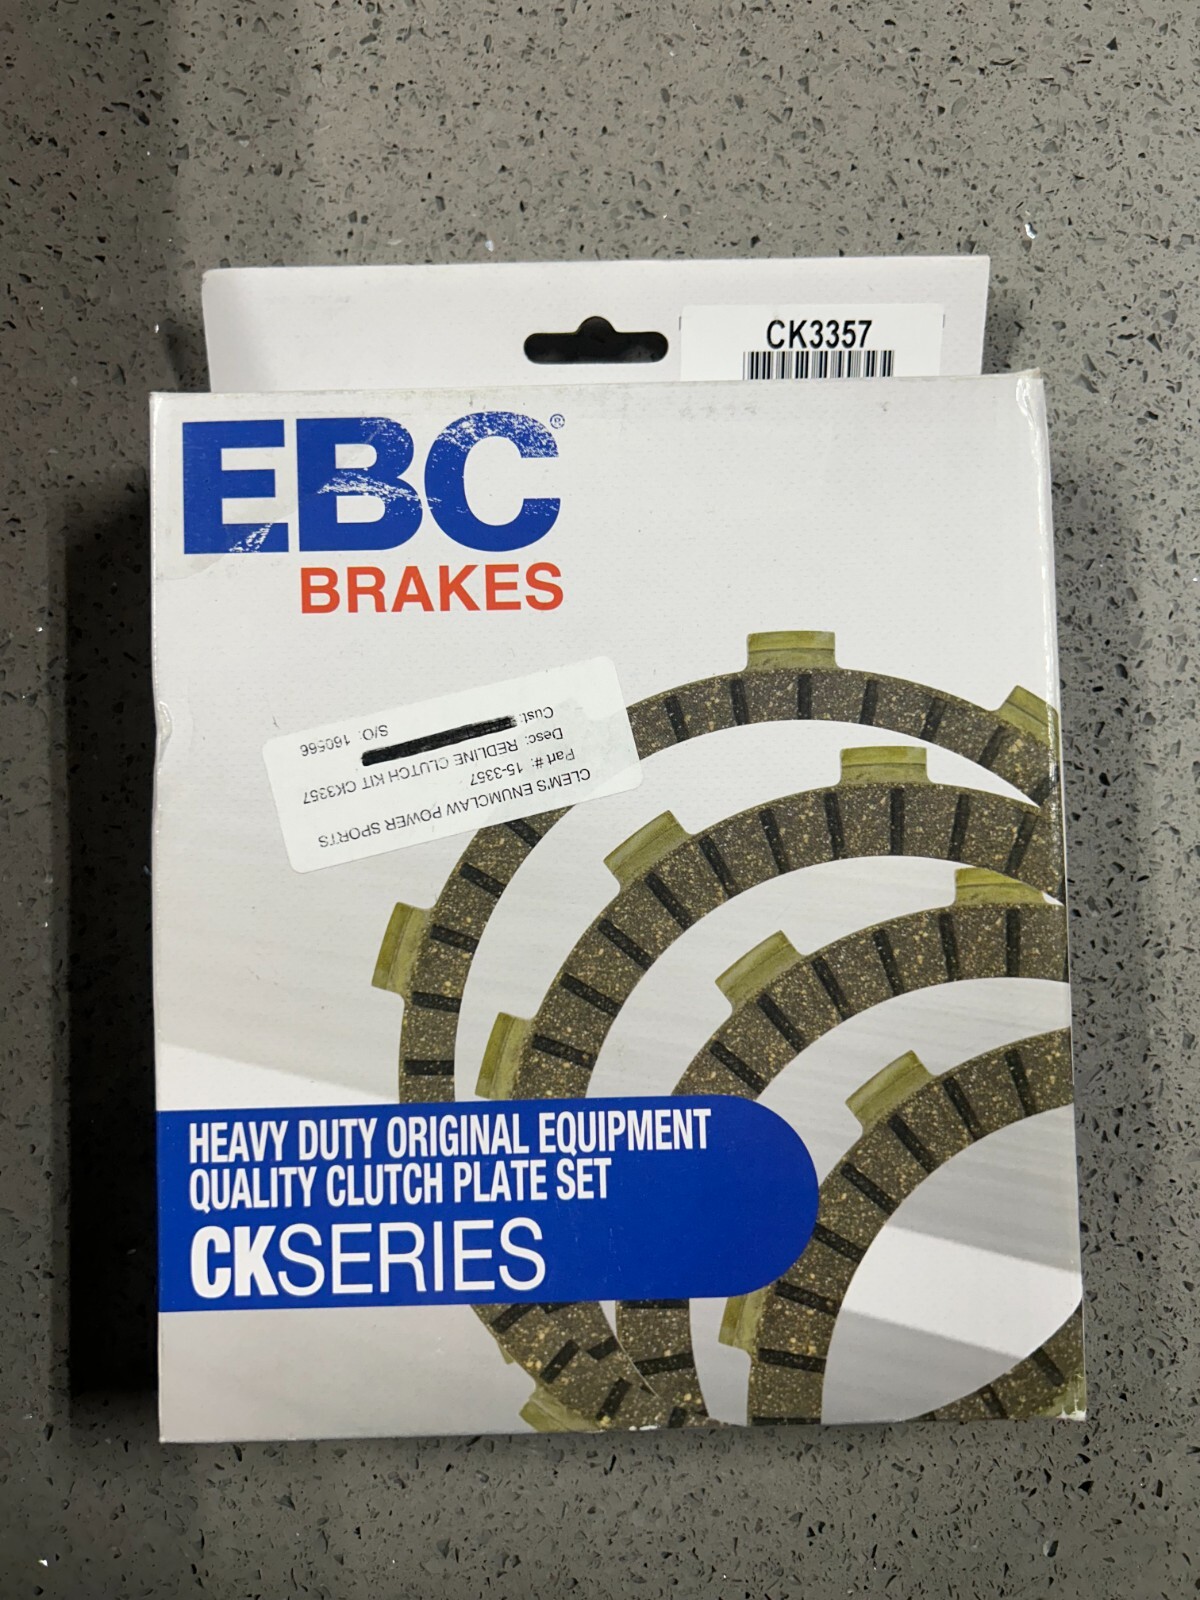 CK3357
EBC®
BRAKES
CLEM'S ENUMCLAW POWER SPORTS
Part #: 15-3357
Desc: REDLINE CLUTCH KIT CK3357
Cust:
S/O: 160566
HEAVY DUTY ORIGINAL EQUIPMENT
QUALITY CLUTCH PLATE SET
CKSERIES